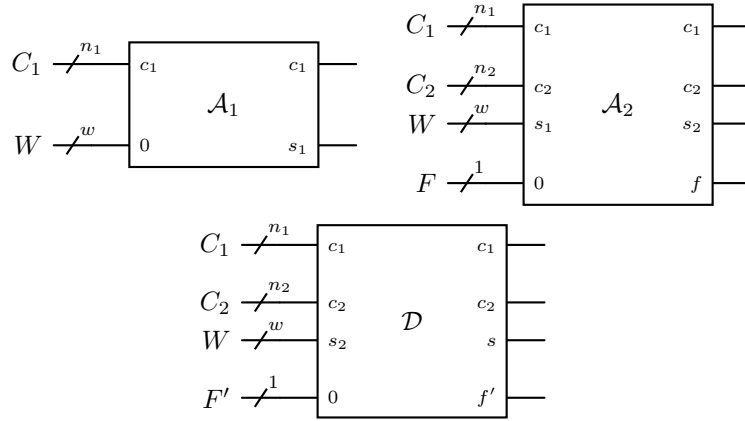 C₁ n₁ c₁ c₁
𝒜₁
W w 0 s₁
C₁ n₁ c₁ c₁
C₂ n₂ c₂ c₂
𝒜₂
W w s₁ s₂
F 1 0 f
C₁ n₁ c₁ c₁
C₂ n₂ c₂ c₂
𝒟
W w s₂ s
F′ 1 0 f′